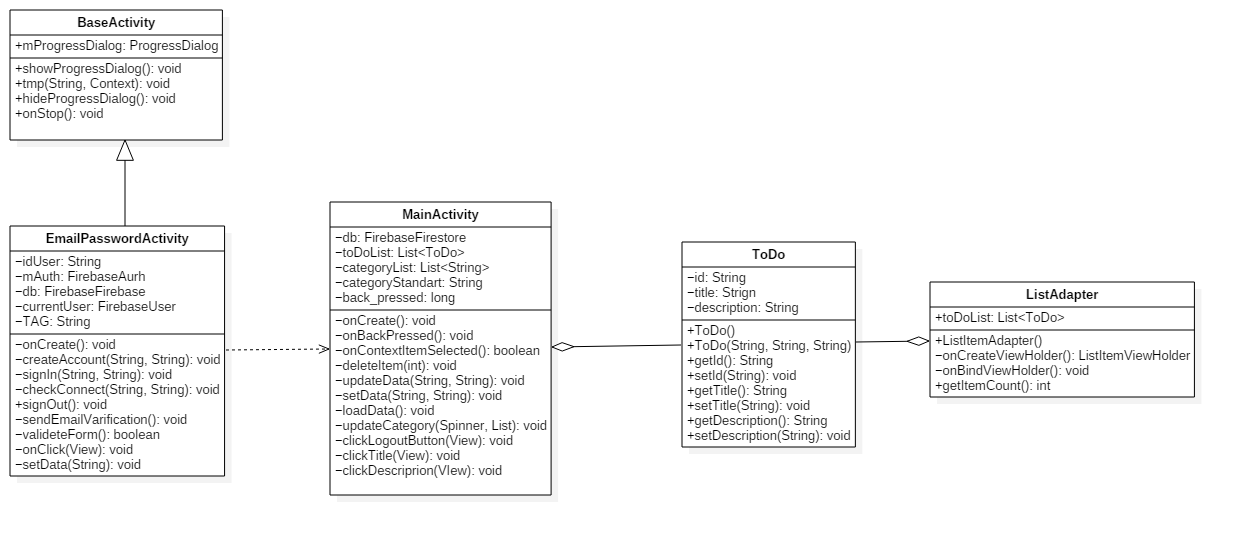 BaseActivity
+mProgressDialog: ProgressDialog
+showProgressDialog(): void
+tmp(String, Context): void
+hideProgressDialog(): void
+onStop(): void
EmailPasswordActivity
−idUser: String
−mAuth: FirebaseAurh
−db: FirebaseFirebase
−currentUser: FirebaseUser
−TAG: String
−onCreate(): void
−createAccount(String, String): void
−signIn(String, String): void
−checkConnect(String, String): void
+signOut(): void
−sendEmailVarification(): void
−valideteForm(): boolean
−onClick(View): void
−setData(String): void
MainActivity
−db: FirebaseFirestore
−toDoList: List<ToDo>
−categoryList: List<String>
−categoryStandart: String
−back_pressed: long
−onCreate(): void
−onBackPressed(): void
−onContextItemSelected(): boolean
−deleteItem(int): void
−updateData(String, String): void
−setData(String, String): void
−loadData(): void
−updateCategory(Spinner, List): void
−clickLogoutButton(View): void
−clickTitle(View): void
−clickDescriprion(VIew): void
ToDo
−id: String
−title: Strign
−description: String
+ToDo()
+ToDo(String, String, String)
+getId(): String
+setId(String): void
+getTitle(): String
+setTitle(String): void
+getDescription(): String
+setDescription(String): void
ListAdapter
+toDoList: List<ToDo>
+ListItemAdapter()
−onCreateViewHolder(): ListItemViewHolder
−onBindViewHolder(): void
+getItemCount(): int